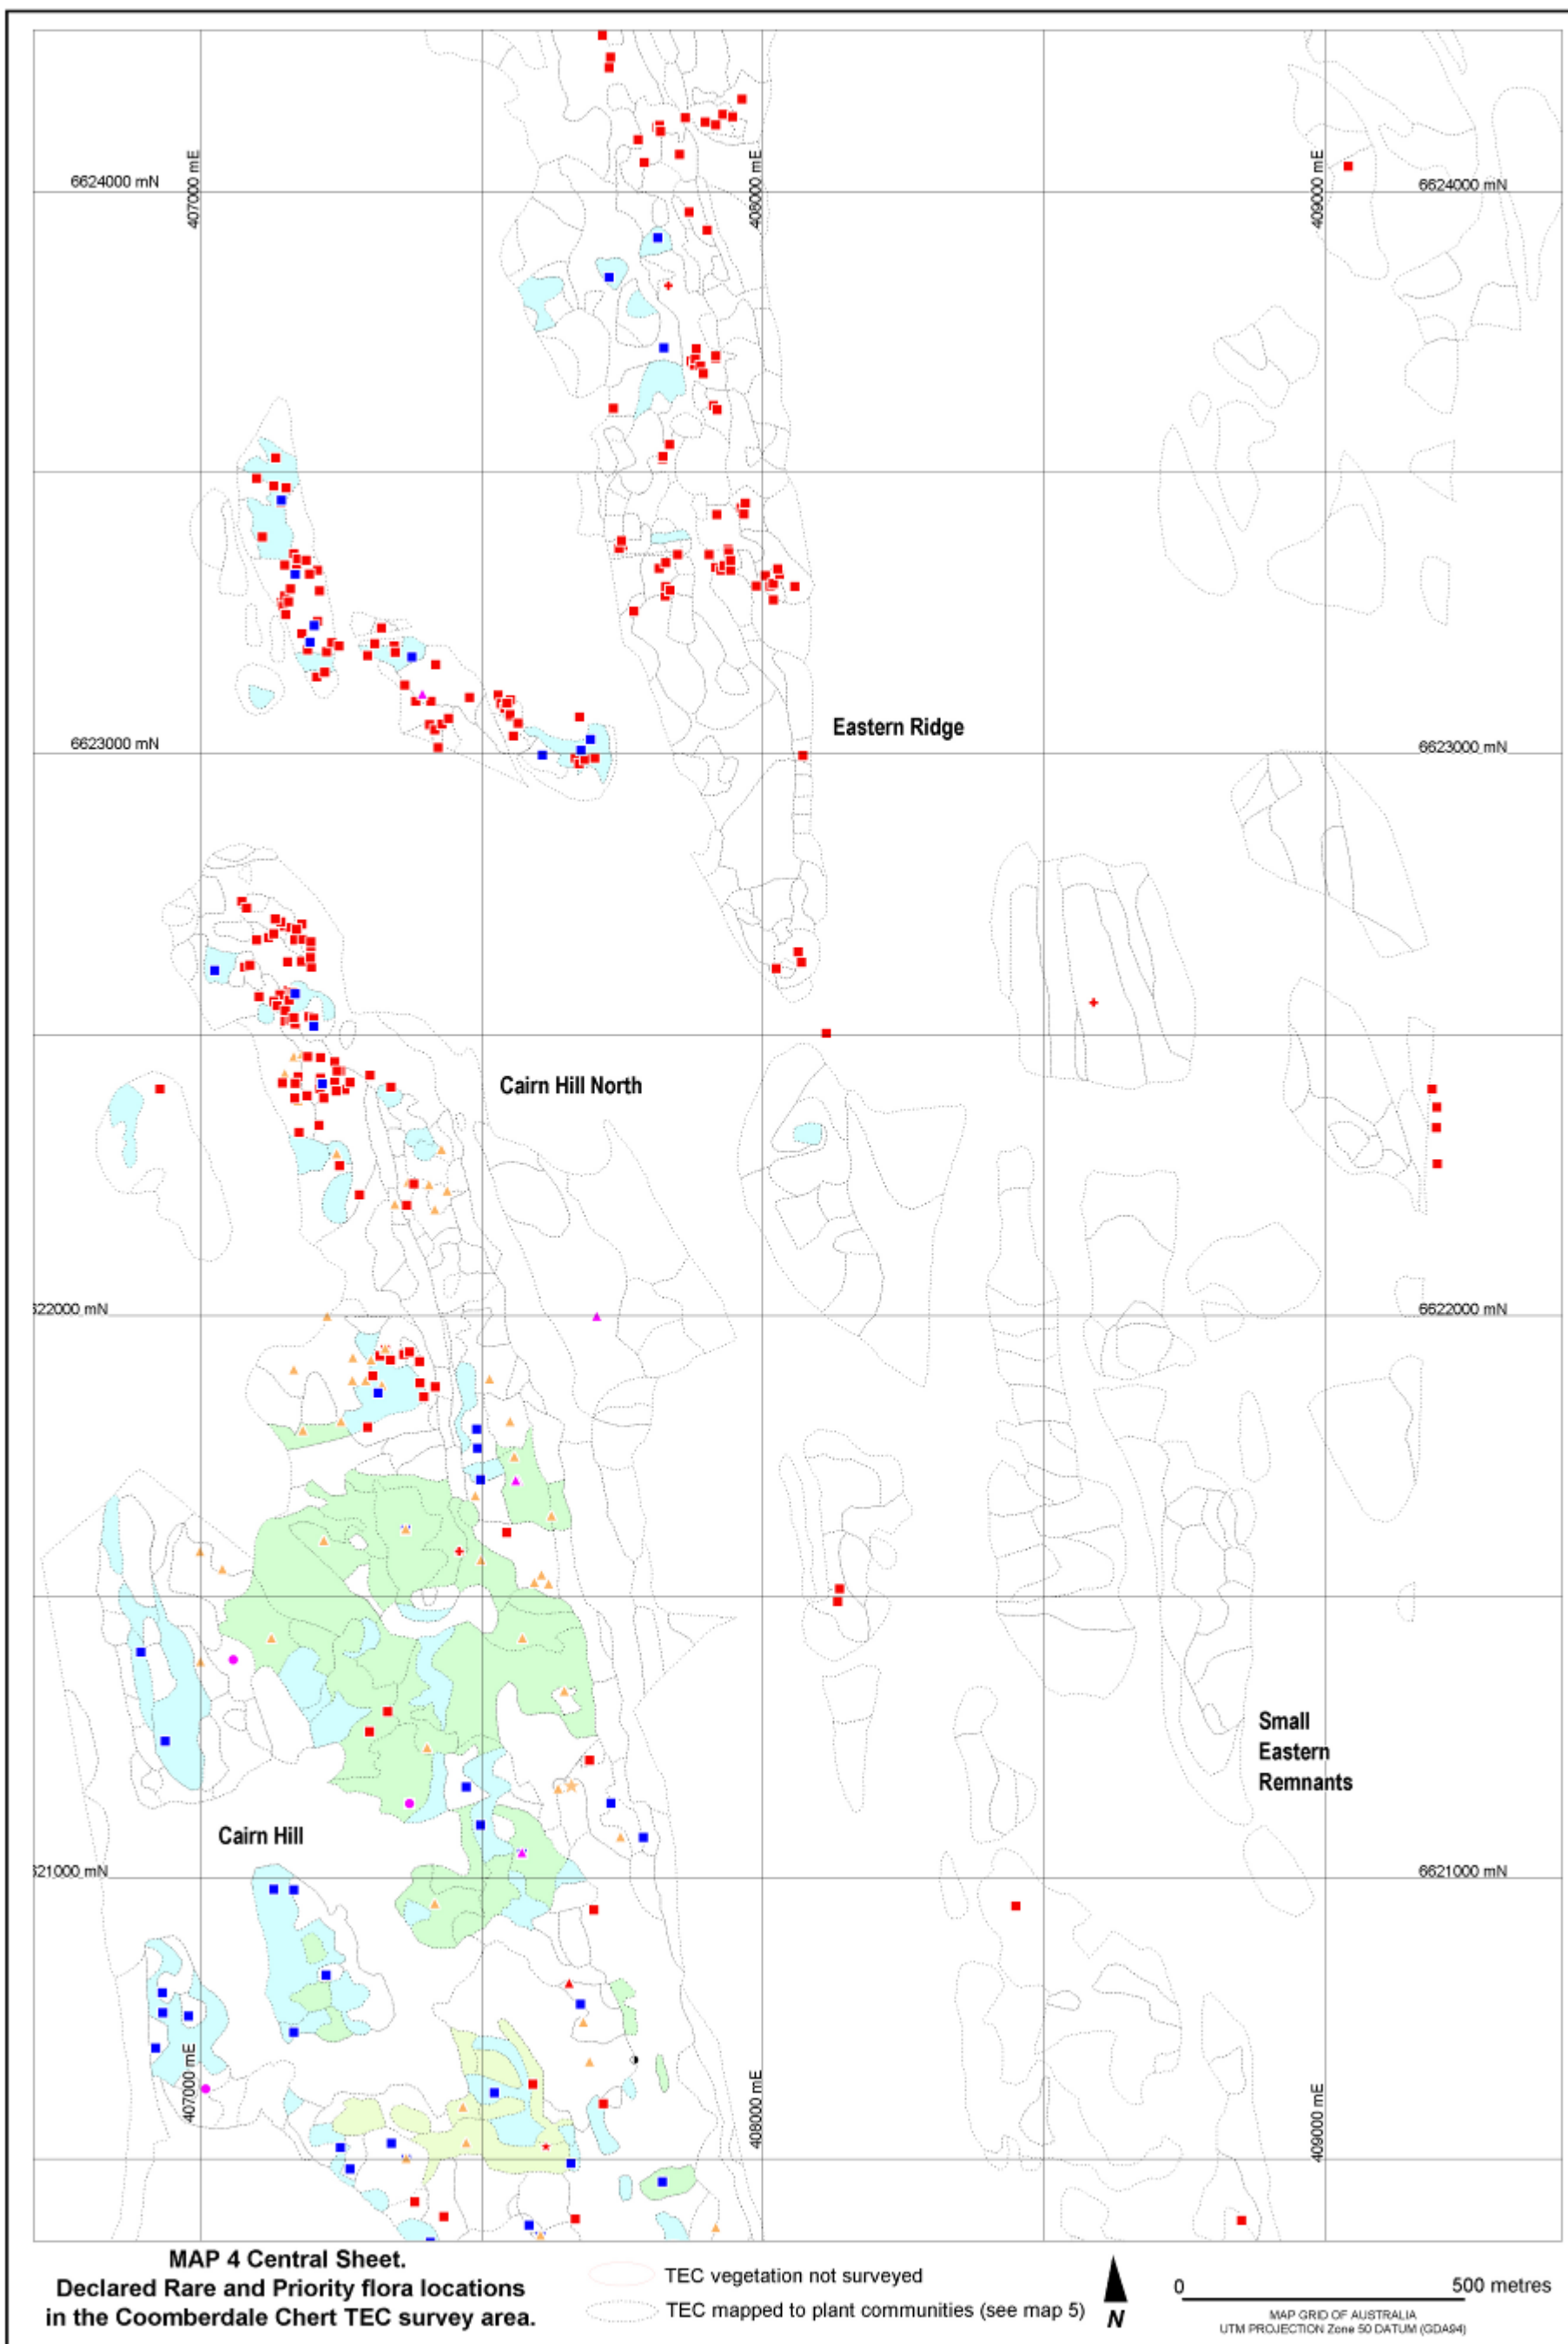 407000 mE
408000 mE
409000 mE
6624000 mN
6624000 mN
Eastern Ridge
6623000 mN
6623000 mN
Cairn Hill North
622000 mN
6622000 mN
Small
Eastern
Remnants
Cairn Hill
621000 mN
6621000 mN
407000 mE
408000 mE
409000 mE
MAP 4 Central Sheet.
Declared Rare and Priority flora locations
in the Coomberdale Chert TEC survey area.
TEC vegetation not surveyed
TEC mapped to plant communities (see map 5)
N
0 500 metres
MAP GRID OF AUSTRALIA
UTM PROJECTION Zone 50 DATUM (GDA94)